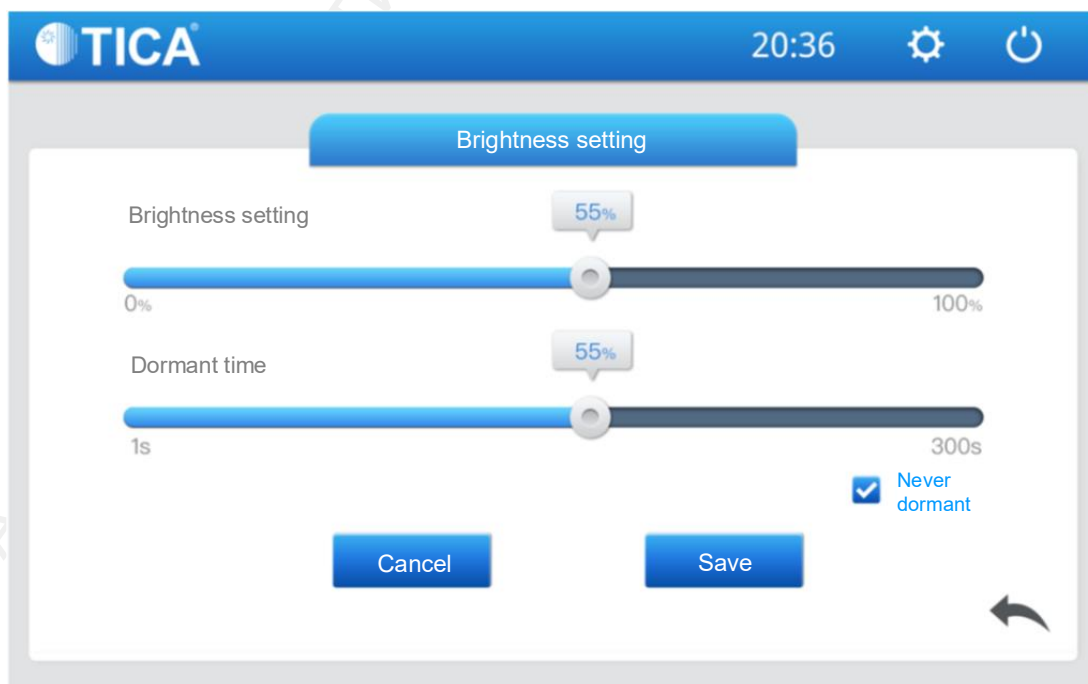 TICA®
20:36
Brightness setting
Brightness setting
55%
0%
100%
Dormant time
55%
1s
300s
Never
dormant
Cancel
Save